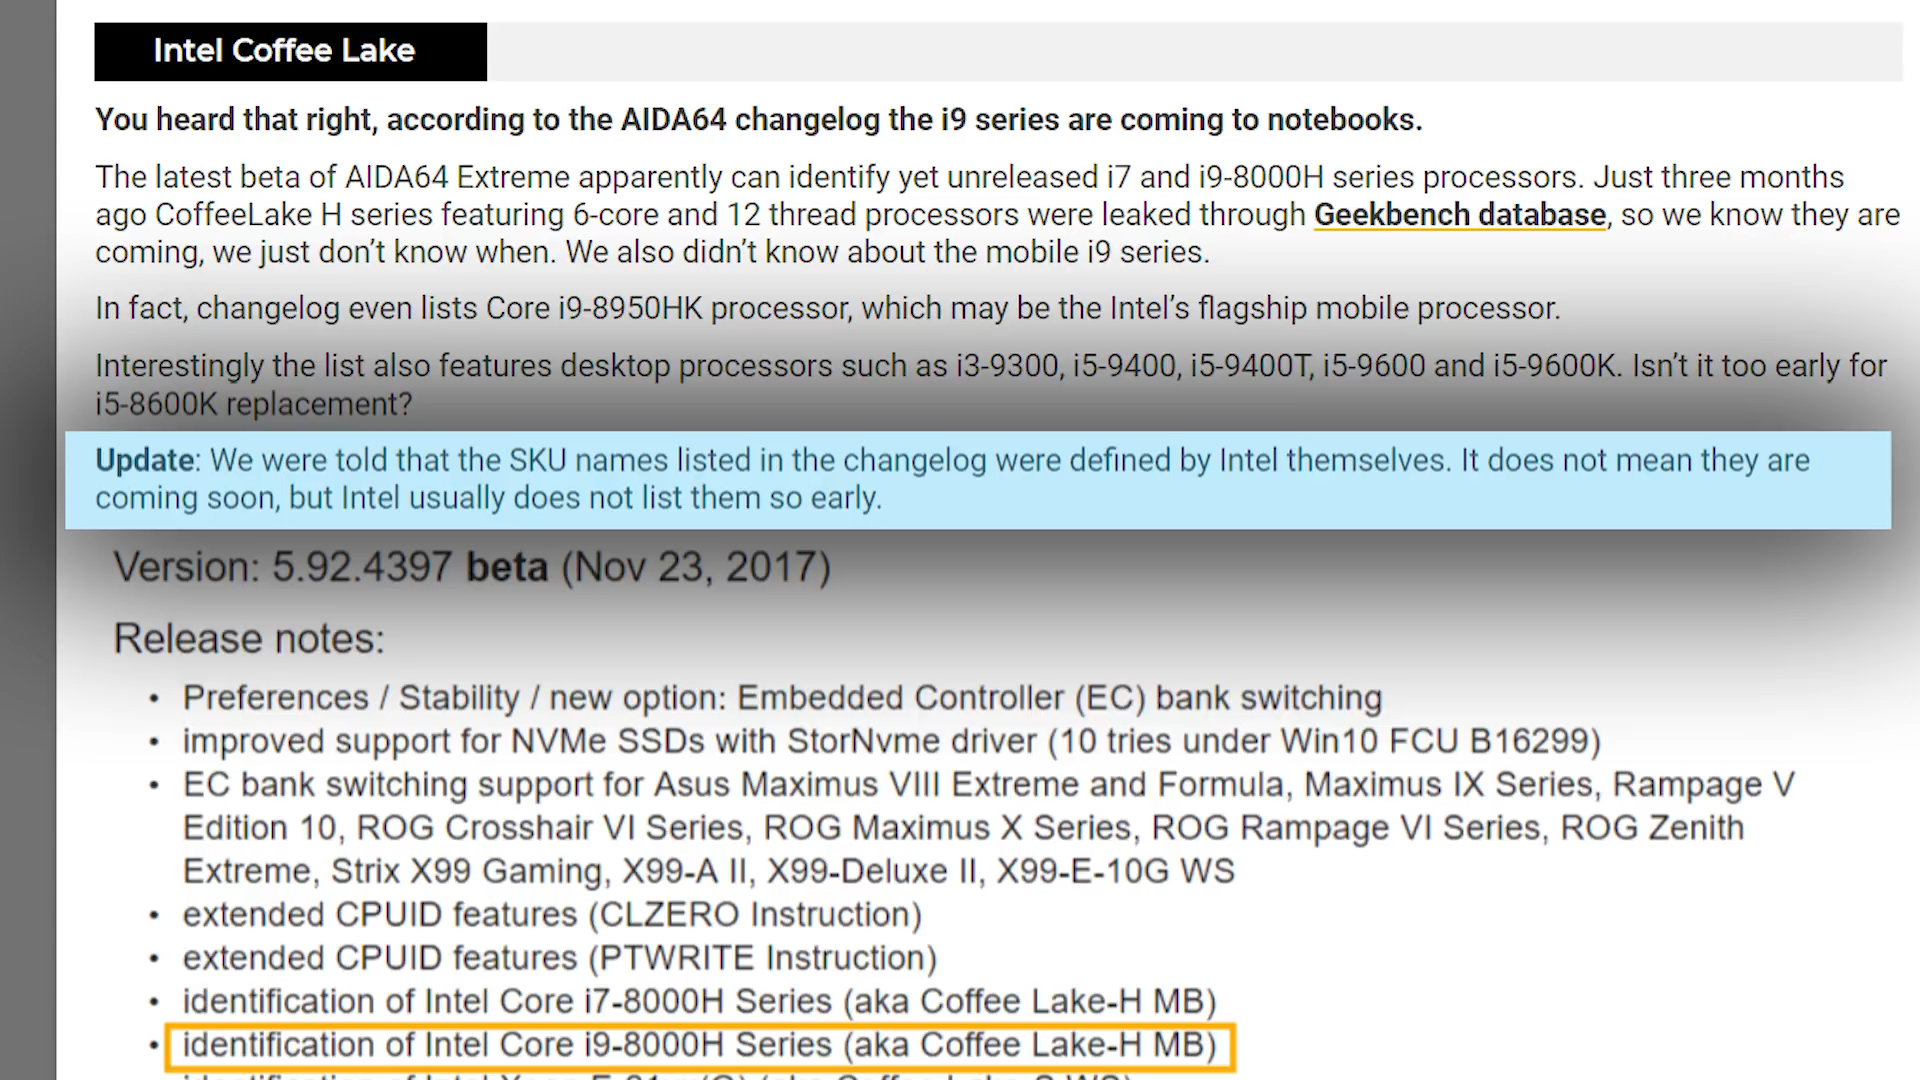 Intel Coffee Lake
You heard that right, according to the AIDA64 changelog the i9 series are coming to notebooks.
The latest beta of AIDA64 Extreme apparently can identify yet unreleased i7 and i9-8000H series processors. Just three months
ago CoffeeLake H series featuring 6-core and 12 thread processors were leaked through Geekbench database, so we know they are
coming, we just don’t know when. We also didn’t know about the mobile i9 series.
In fact, changelog even lists Core i9-8950HK processor, which may be the Intel’s flagship mobile processor.
Interestingly the list also features desktop processors such as i3-9300, i5-9400, i5-9400T, i5-9600 and i5-9600K. Isn’t it too early for
i5-8600K replacement?
Update: We were told that the SKU names listed in the changelog were defined by Intel themselves. It does not mean they are
coming soon, but Intel usually does not list them so early.
Version: 5.92.4397 beta (Nov 23, 2017)
Release notes:
• Preferences / Stability / new option: Embedded Controller (EC) bank switching
• improved support for NVMe SSDs with StorNvme driver (10 tries under Win10 FCU B16299)
• EC bank switching support for Asus Maximus VIII Extreme and Formula, Maximus IX Series, Rampage V
Edition 10, ROG Crosshair VI Series, ROG Maximus X Series, ROG Rampage VI Series, ROG Zenith
Extreme, Strix X99 Gaming, X99-A II, X99-Deluxe II, X99-E-10G WS
• extended CPUID features (CLZERO Instruction)
• extended CPUID features (PTWRITE Instruction)
• identification of Intel Core i7-8000H Series (aka Coffee Lake-H MB)
• identification of Intel Core i9-8000H Series (aka Coffee Lake-H MB)